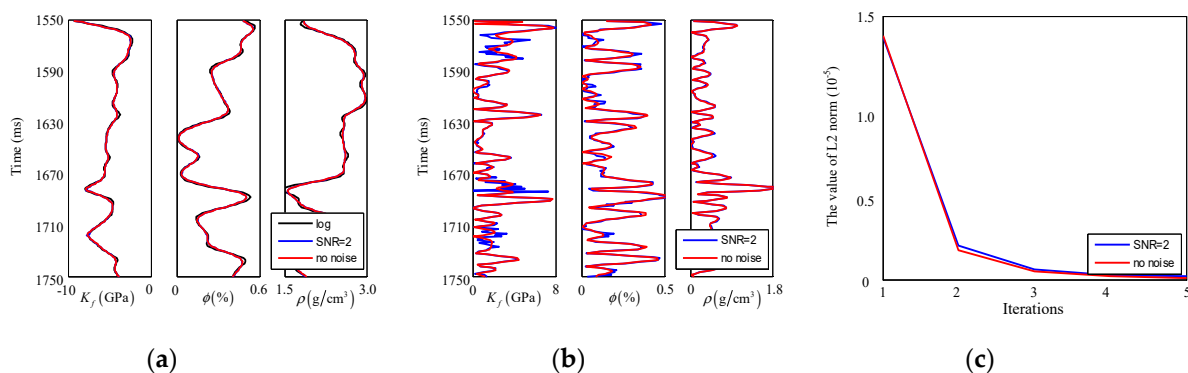 1550
1590
1630
1670
1710
1750
Time (ms)
-10 0
K_f (GPa)
0 0.6
ϕ(%)
1.5 3.0
ρ(g/cm³)
log
SNR=2
no noise
(a)
1550
1590
1630
1670
1710
1750
Time (ms)
0 8
K_f (GPa)
0 0.5
ϕ(%)
0 1.8
ρ(g/cm³)
SNR=2
no noise
(b)
1.5
1.0
0.5
0
The value of L2 norm (10⁻⁵)
1 2 3 4 5
Iterations
SNR=2
no noise
(c)